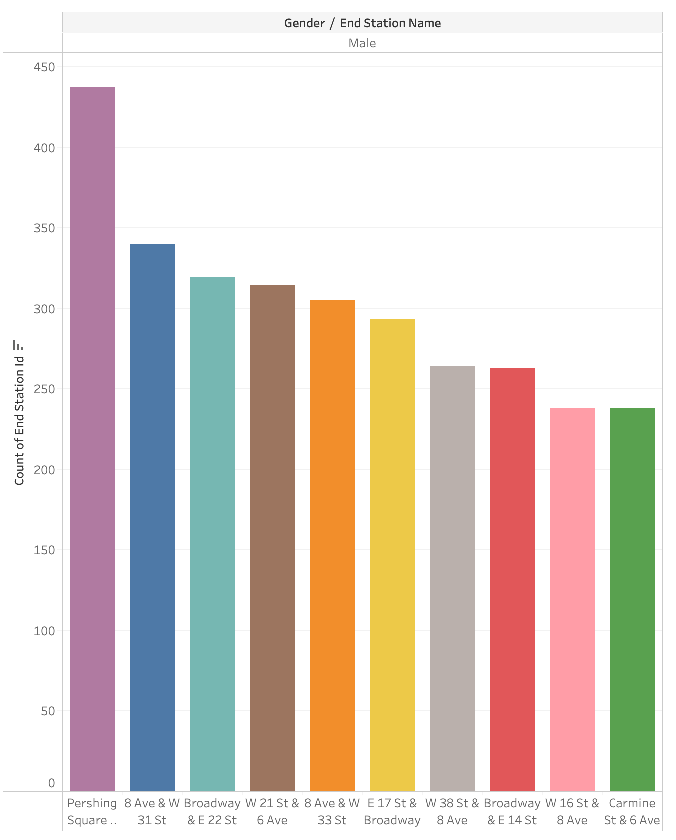 Gender / End Station Name
Male
450
400
350
300
250
200
150
100
50
0
Count of End Station Id
Pershing Square ..
8 Ave & W 31 St
Broadway & E 22 St
W 21 St & 6 Ave
8 Ave & W 33 St
E 17 St & Broadway
W 38 St & 8 Ave
Broadway & E 14 St
W 16 St & 8 Ave
Carmine St & 6 Ave